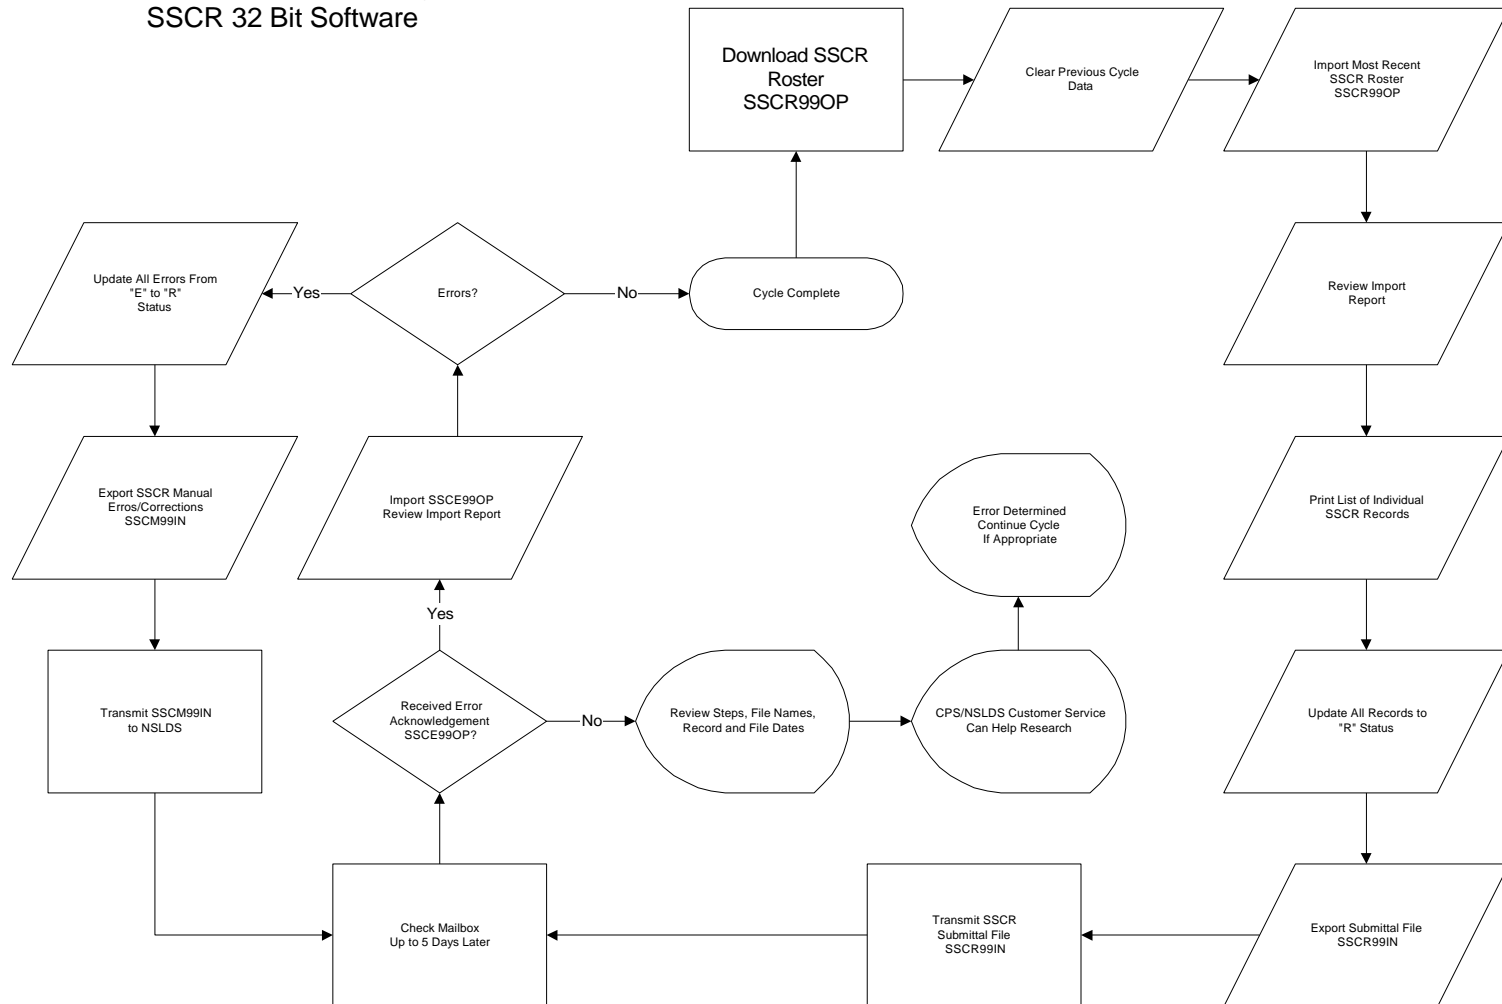 SSCR 32 Bit Software
Download SSCR
Roster
SSCR99OP
Clear Previous Cycle
Data
Import Most Recent
SSCR Roster
SSCR99OP
Update All Errors From
"E" to "R"
Status
Yes
Errors?
No
Cycle Complete
Review Import
Report
Export SSCR Manual
Erros/Corrections
SSCM99IN
Import SSCE99OP
Review Import Report
Error Determined
Continue Cycle
If Appropriate
Print List of Individual
SSCR Records
Yes
Transmit SSCM99IN
to NSLDS
Received Error
Acknowledgement
SSCE99OP?
No
Review Steps, File Names,
Record and File Dates
CPS/NSLDS Customer Service
Can Help Research
Update All Records to
"R" Status
Check Mailbox
Up to 5 Days Later
Transmit SSCR
Submittal File
SSCR99IN
Export Submittal File
SSCR99IN